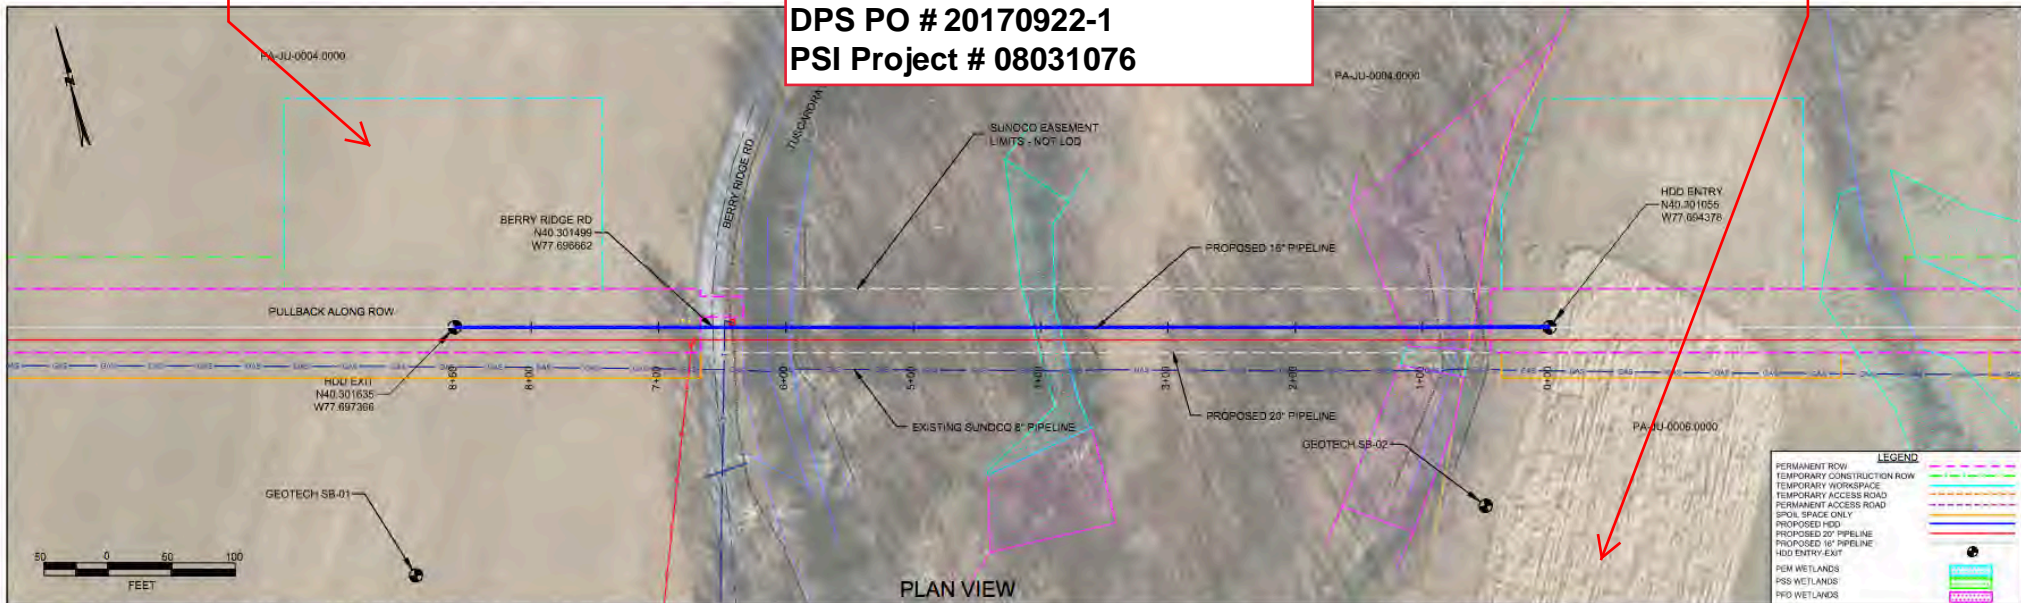 DPS PO # 20170922-1
PSI Project # 08031076
PA-JU-0004.0000
PA-JU-0004.0000
N
TUSCARORA
BERRY RIDGE RD
SUNOCO EASEMENT
LIMITS - NOT LOD
BERRY RIDGE RD
N40.301499
W77.696662
HDD ENTRY
N40.301055
W77.694378
PROPOSED 16" PIPELINE
PULLBACK ALONG ROW
HDD EXIT
N40.301635
W77.697366
8+60
8+00
7+00
6+00
5+00
4+00
3+00
2+00
1+00
0+00
EXISTING SUNOCO 8" PIPELINE
PROPOSED 20" PIPELINE
GEOTECH SB-02
PA-JU-0006.0000
GEOTECH SB-01
50 0 50 100
FEET
PLAN VIEW
LEGEND
PERMANENT ROW
TEMPORARY CONSTRUCTION ROW
TEMPORARY WORKSPACE
TEMPORARY ACCESS ROAD
PERMANENT ACCESS ROAD
SPOIL SPACE ONLY
PROPOSED HDD
PROPOSED 20" PIPELINE
PROPOSED 16" PIPELINE
HDD ENTRY-EXIT
PEM WETLANDS
PSS WETLANDS
PFO WETLANDS